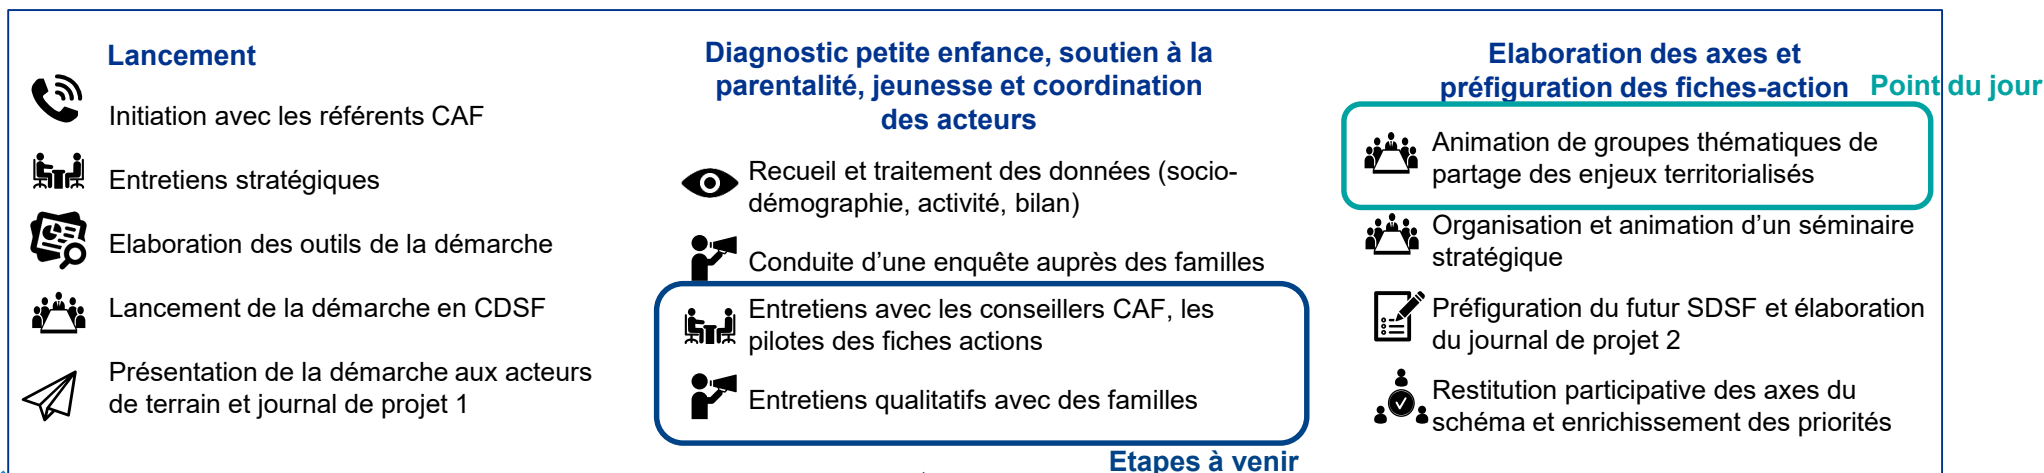 Lancement
Initiation avec les référents CAF
Entretiens stratégiques
Elaboration des outils de la démarche
Lancement de la démarche en CDSF
Présentation de la démarche aux acteurs
de terrain et journal de projet 1
Diagnostic petite enfance, soutien à la
parentalité, jeunesse et coordination
des acteurs
Recueil et traitement des données (socio-
démographie, activité, bilan)
Conduite d’une enquête auprès des familles
Entretiens avec les conseillers CAF, les
pilotes des fiches actions
Entretiens qualitatifs avec des familles
Etapes à venir
Elaboration des axes et
préfiguration des fiches-action
Point du jour
Animation de groupes thématiques de
partage des enjeux territorialisés
Organisation et animation d’un séminaire
stratégique
Préfiguration du futur SDSF et élaboration
du journal de projet 2
Restitution participative des axes du
schéma et enrichissement des priorités